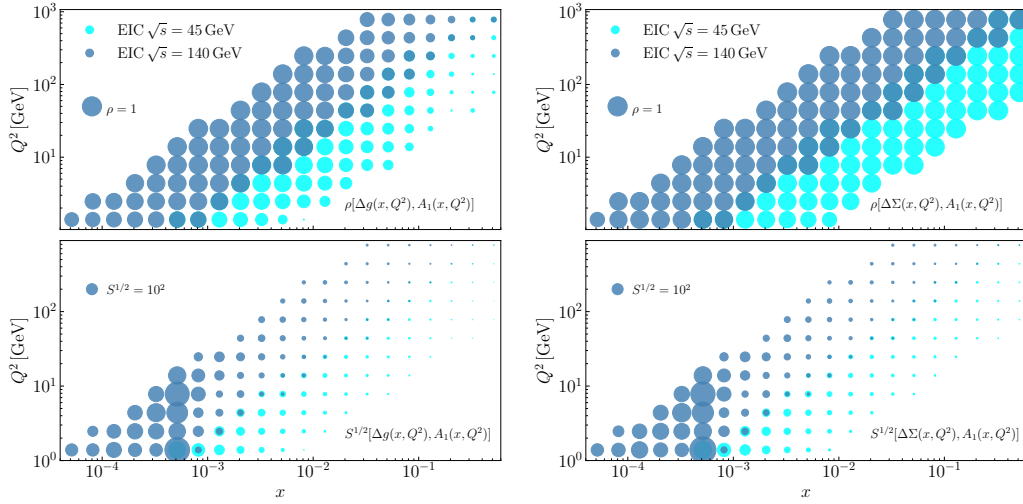 10³
10²
10¹
Q² [GeV]
EIC √s = 45 GeV
EIC √s = 140 GeV
ρ = 1
ρ[Δg(x, Q²), A₁(x, Q²)]
10³
10²
10¹
Q² [GeV]
EIC √s = 45 GeV
EIC √s = 140 GeV
ρ = 1
ρ[ΔΣ(x, Q²), A₁(x, Q²)]
10²
10¹
10⁰
Q² [GeV]
S^{1/2} = 10²
S^{1/2}[Δg(x, Q²), A₁(x, Q²)]
10⁻⁴ 10⁻³ 10⁻² 10⁻¹
x
10²
10¹
10⁰
Q² [GeV]
S^{1/2} = 10²
S^{1/2}[ΔΣ(x, Q²), A₁(x, Q²)]
10⁻⁴ 10⁻³ 10⁻² 10⁻¹
x